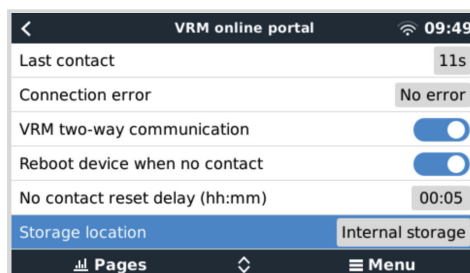 VRM online portal 09:49
Last contact 11s
Connection error No error
VRM two-way communication
Reboot device when no contact
No contact reset delay (hh:mm) 00:05
Storage location Internal storage
Pages Menu